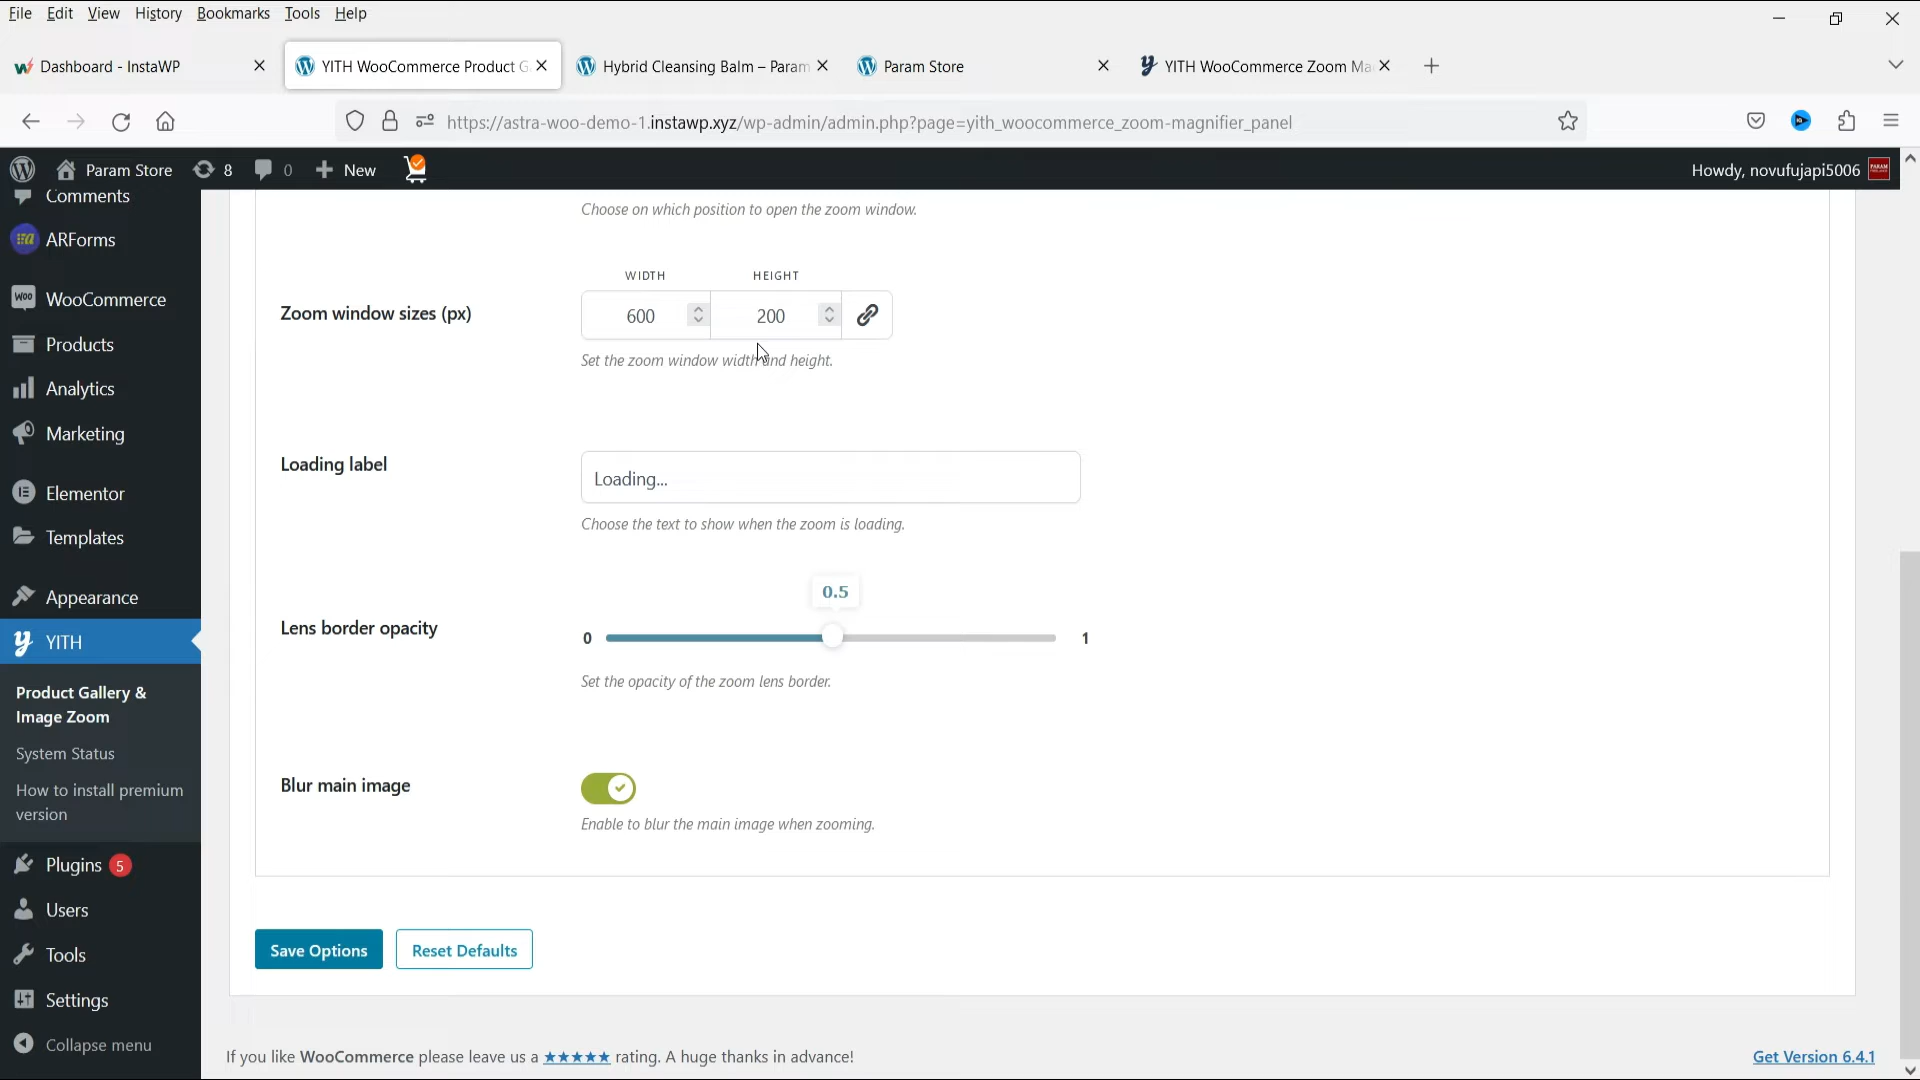 File Edit View History Bookmarks Tools Help
Dashboard - InstaWP
YITH WooCommerce Product G
Hybrid Cleansing Balm – Param
Param Store
YITH WooCommerce Zoom Ma
https://astra-woo-demo-1.instawp.xyz/wp-admin/admin.php?page=yith_woocommerce_zoom-magnifier_panel
Param Store 8 0 New
Howdy, novufujapi5006
Comments
ARForms
WooCommerce
Products
Analytics
Marketing
Elementor
Templates
Appearance
YITH
Product Gallery &
Image Zoom
System Status
How to install premium
version
Plugins 5
Users
Tools
Settings
Collapse menu
Choose on which position to open the zoom window.
WIDTH HEIGHT
Zoom window sizes (px) 600 200
Set the zoom window width and height.
Loading label
Loading...
Choose the text to show when the zoom is loading.
0.5
Lens border opacity
0 1
Set the opacity of the zoom lens border.
Blur main image
Enable to blur the main image when zooming.
Save Options Reset Defaults
If you like WooCommerce please leave us a ★★★★★ rating. A huge thanks in advance!
Get Version 6.4.1